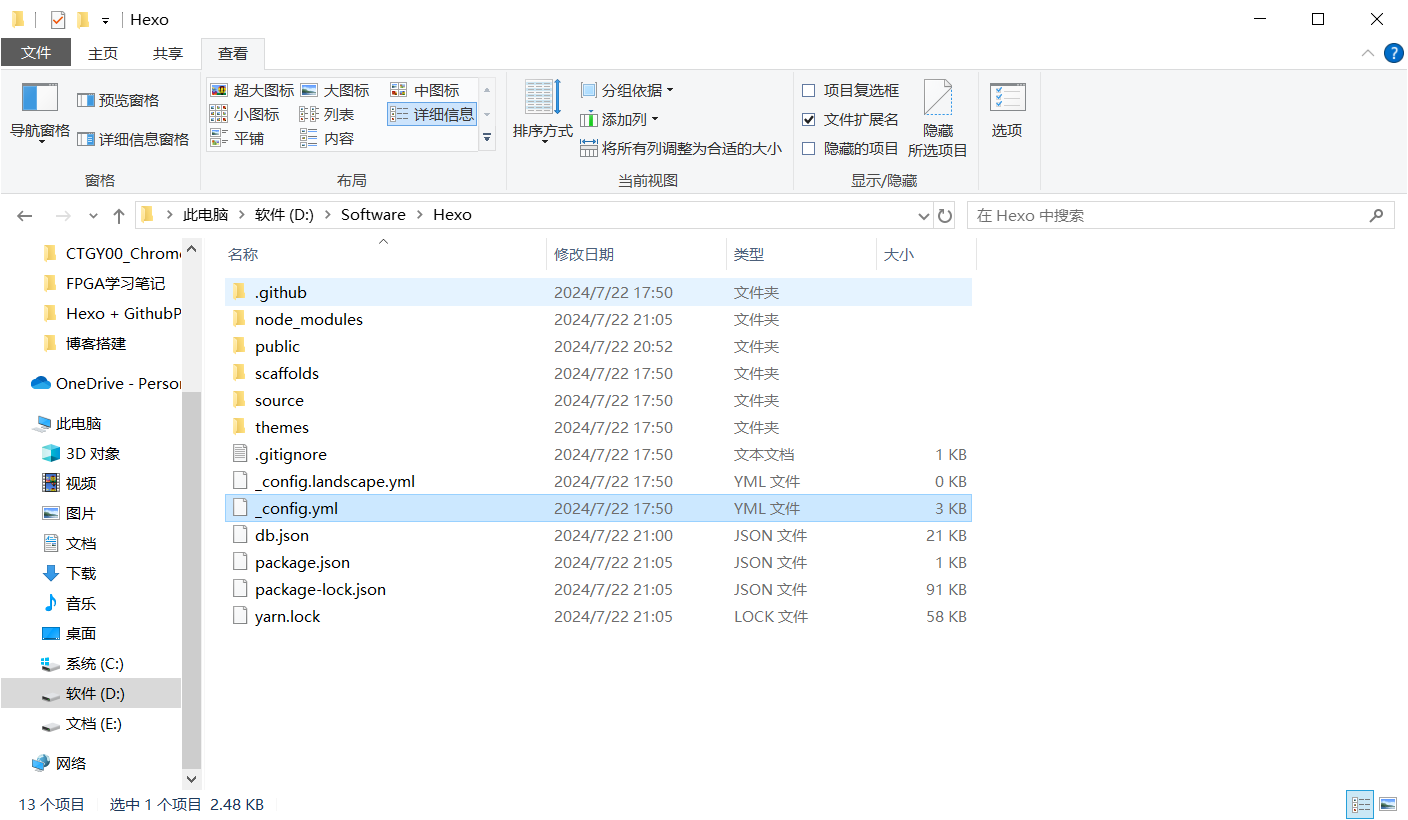 Hexo
文件 主页 共享 查看
导航窗格
预览窗格
详细信息窗格
窗格
超大图标 大图标 中图标
小图标 列表 详细信息
平铺 内容
布局
排序方式
分组依据
添加列
将所有列调整为合适的大小
当前视图
项目复选框
文件扩展名
隐藏的项目
隐藏
所选项目
显示/隐藏
选项
此电脑 软件 (D:) Software Hexo
在 Hexo 中搜索
CTGY00_Chrom
FPGA学习笔记
Hexo + GithubP
博客搭建
OneDrive - Perso
此电脑
3D 对象
视频
图片
文档
下载
音乐
桌面
系统 (C:)
软件 (D:)
文档 (E:)
网络
名称 修改日期 类型 大小
.github 2024/7/22 17:50 文件夹
node_modules 2024/7/22 21:05 文件夹
public 2024/7/22 20:52 文件夹
scaffolds 2024/7/22 17:50 文件夹
source 2024/7/22 17:50 文件夹
themes 2024/7/22 17:50 文件夹
.gitignore 2024/7/22 17:50 文本文档 1 KB
_config.landscape.yml 2024/7/22 17:50 YML 文件 0 KB
_config.yml 2024/7/22 17:50 YML 文件 3 KB
db.json 2024/7/22 21:00 JSON 文件 21 KB
package.json 2024/7/22 21:05 JSON 文件 1 KB
package-lock.json 2024/7/22 21:05 JSON 文件 91 KB
yarn.lock 2024/7/22 21:05 LOCK 文件 58 KB
13 个项目 选中 1 个项目 2.48 KB